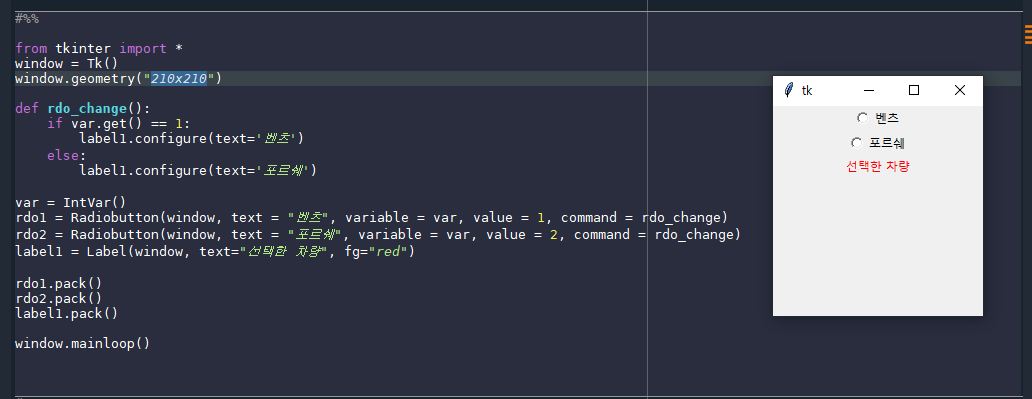 #%%
from tkinter import *
window = Tk()
window.geometry("210x210")
def rdo_change():
    if var.get() == 1:
        label1.configure(text='벤츠')
    else:
        label1.configure(text='포르쉐')
var = IntVar()
rdo1 = Radiobutton(window, text = "벤츠", variable = var, value = 1, command = rdo_change)
rdo2 = Radiobutton(window, text = "포르쉐", variable = var, value = 2, command = rdo_change)
label1 = Label(window, text="선택한 차량", fg="red")
rdo1.pack()
rdo2.pack()
label1.pack()
window.mainloop()
tk
벤츠
포르쉐
선택한 차량